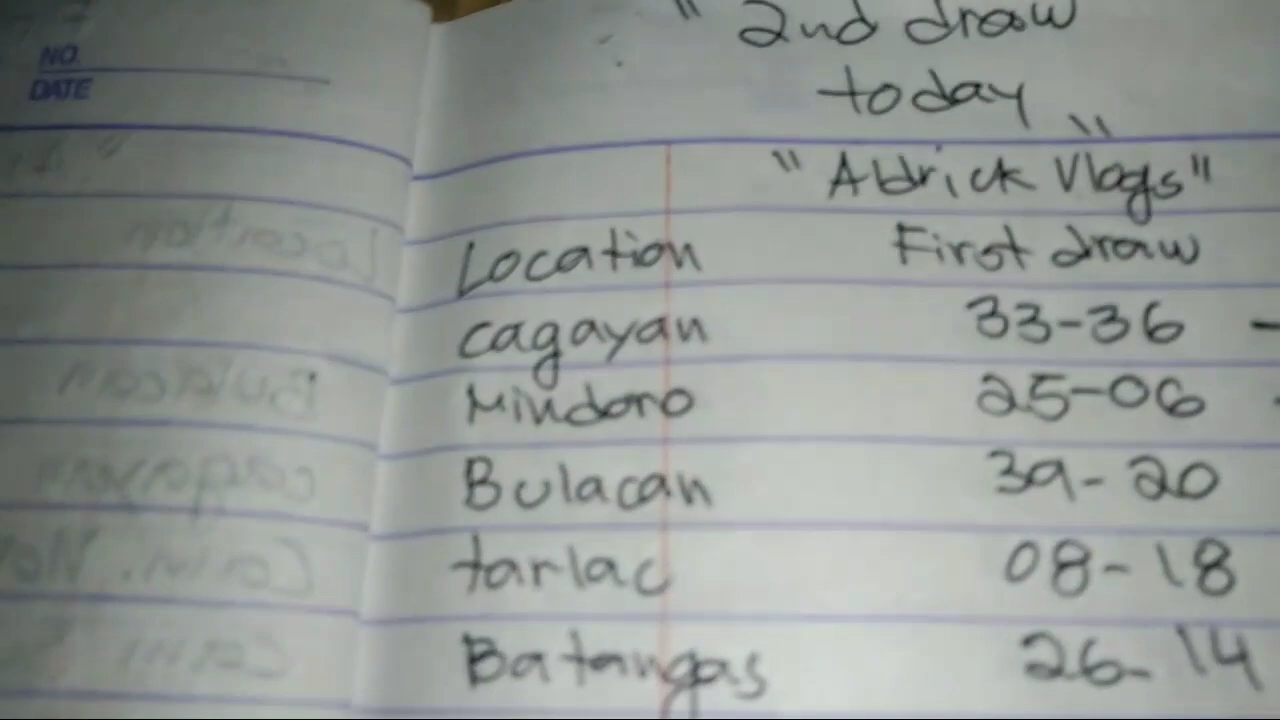 NO.
DATE
" 2nd draw
today "
"Aldrick Vlogs"
Location First draw
cagayan 33-36 -
Mindoro 25-06 -
Bulacan 39-20
tarlac 08-18
Batangas 26-14